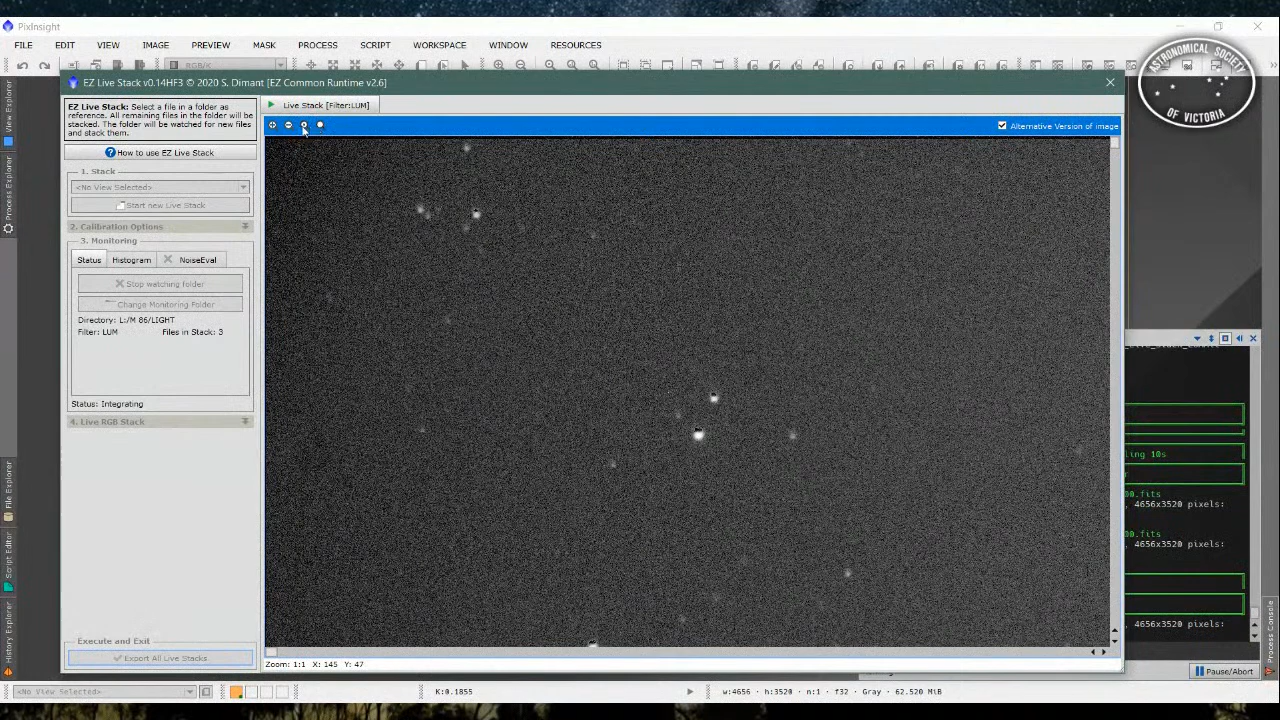 PixInsight
FILE EDIT VIEW IMAGE PREVIEW MASK PROCESS SCRIPT WORKSPACE WINDOW RESOURCES
RGB/K
ASTRONOMICAL SOCIETY
OF VICTORIA
EZ Live Stack v0.14HF3 © 2020 S. Dimant [EZ Common Runtime v2.6]
View Explorer
Process Explorer
File Explorer
Script Editor
History Explorer
EZ Live Stack: Select a file in a folder as
reference. All remaining files in the folder will be
stacked. The folder will be watched for new files
and stack them.
How to use EZ Live Stack
1. Stack
<No View Selected>
Start new Live Stack
2. Calibration Options
3. Monitoring
Status Histogram NoiseEval
Stop watching folder
Change Monitoring Folder
Directory: L:/M 86/LIGHT
Filter: LUM Files in Stack: 3
Status: Integrating
4. Live RGB Stack
Execute and Exit
Export All Live Stacks
Live Stack [Filter:LUM]
Alternative Version of image
Zoom: 1:1 X: 145 Y: 47
ling 10s
00.fits
, 4656x3520 pixels:
00.fits
, 4656x3520 pixels:
, 4656x3520 pixels:
Process Console
Pause/Abort
<No View Selected>
K:0.1855
w:4656 · h:3520 · n:1 · f32 · Gray · 62.520 MiB